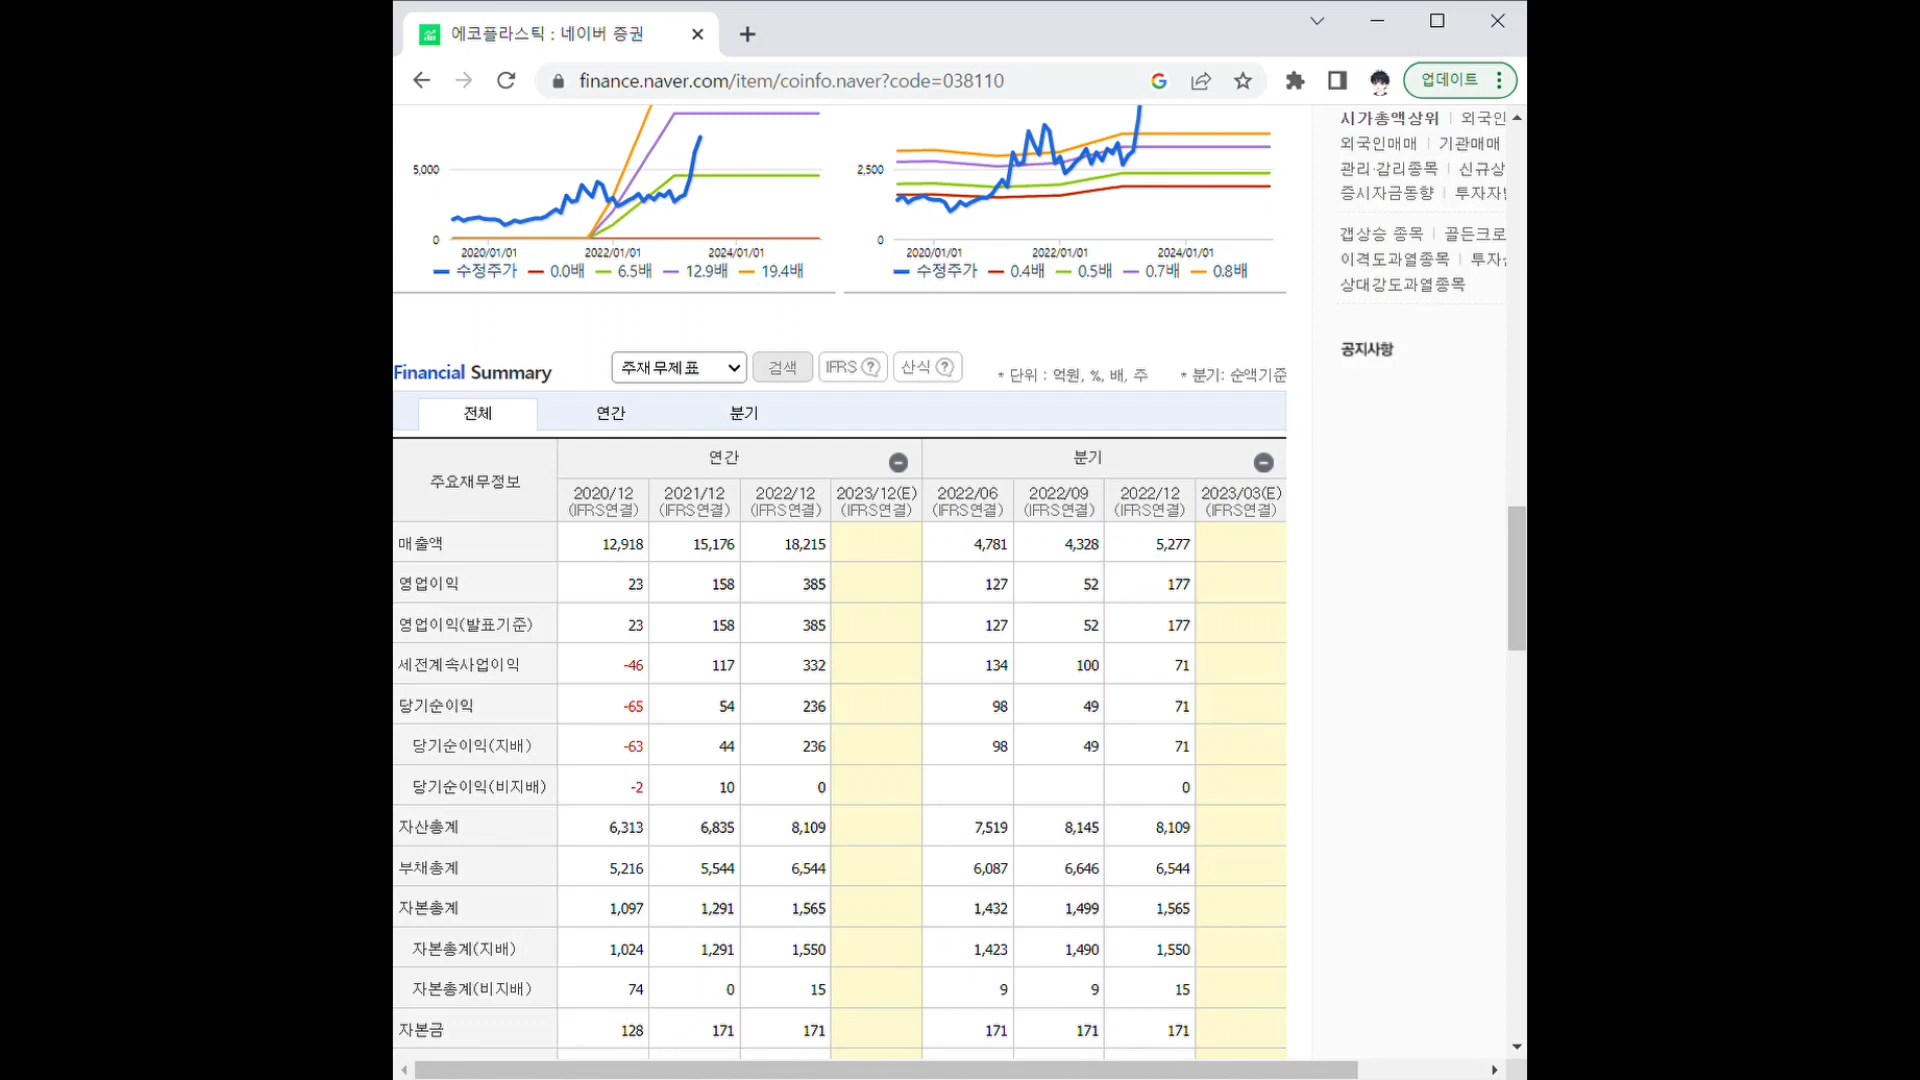 에코플라스틱 : 네이버 증권
finance.naver.com/item/coinfo.naver?code=038110
업데이트
5,000
0
2020/01/01 2022/01/01 2024/01/01
수정주가 0.0배 6.5배 12.9배 19.4배
2,500
0
2020/01/01 2022/01/01 2024/01/01
수정주가 0.4배 0.5배 0.7배 0.8배
시가총액상위 외국인
외국인매매 기관매매
관리·감리종목 신규상
증시자금동향
갭상승 종목 골든크로
이격도과열종목
상대강도과열종목
공지사항
Financial Summary 주재무제표 검색 IFRS ? 산식 ? * 단위 : 억원, %, 배, 주 * 분기: 순액기준
전체 연간 분기
주요재무정보 연간 분기
2020/12 2021/12 2022/12 2023/12(E) 2022/06 2022/09 2022/12 2023/03(E)
(IFRS연결) (IFRS연결) (IFRS연결) (IFRS연결) (IFRS연결) (IFRS연결) (IFRS연결) (IFRS연결)
매출액 12,918 15,176 18,215 4,781 4,328 5,277
영업이익 23 158 385 127 52 177
영업이익(발표기준) 23 158 385 127 52 177
세전계속사업이익 -46 117 332 134 100 71
당기순이익 -65 54 236 98 49 71
당기순이익(지배) -63 44 236 98 49 71
당기순이익(비지배) -2 10 0 0
자산총계 6,313 6,835 8,109 7,519 8,145 8,109
부채총계 5,216 5,544 6,544 6,087 6,646 6,544
자본총계 1,097 1,291 1,565 1,432 1,499 1,565
자본총계(지배) 1,024 1,291 1,550 1,423 1,490 1,550
자본총계(비지배) 74 0 15 9 9 15
자본금 128 171 171 171 171 171